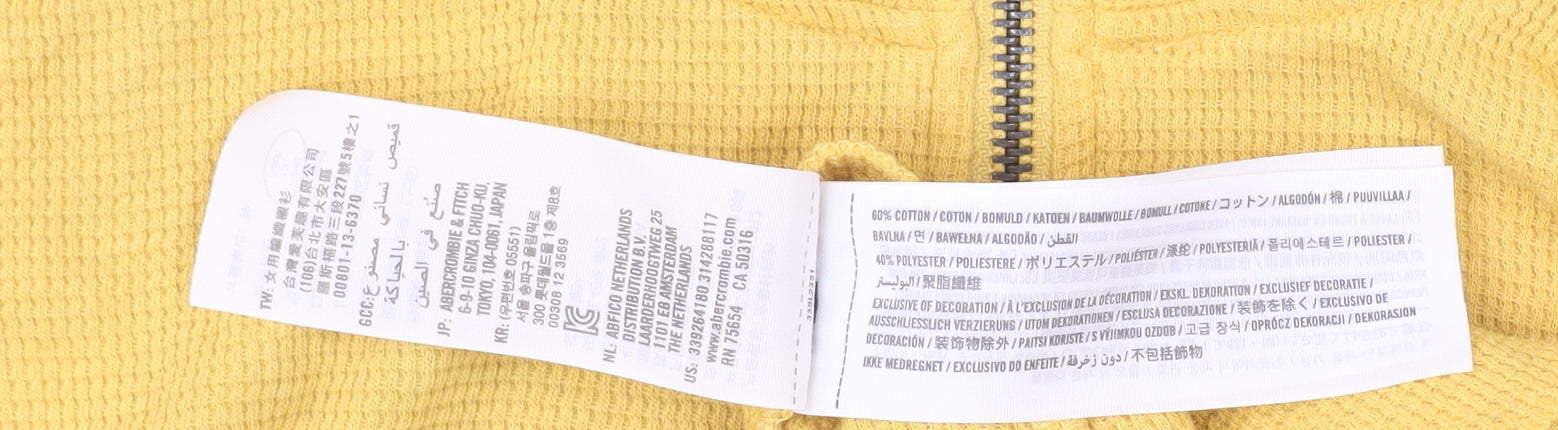 TW: 女用編織襯衫
台灣愛芙趣有限公司
(106)台北市大安區
羅斯福路三段227號5樓之1
00801-13-6370
GCC: قميص نسائي مصنوع
بالحياكة
صنع في الصين
JP: ABERCROMBIE & FITCH
6-9-10 GINZA CHUO-KU,
TOKYO, 104-0061, JAPAN
KR: (우편번호 05551)
서울 송파구 올림픽로
300 롯데월드몰 1층 제8호
00308 12 3569
NL: ABFICO NETHERLANDS
DISTRIBUTION B.V.
LAARDERHOOGTWEG 25
1101 EB AMSTERDAM
THE NETHERLANDS
US: 339264180 314288117
www.abercrombie.com
RN 75654 CA 50316
60% COTTON / COTON / BOMULD / KATOEN / BAUMWOLLE / BOMULL / COTONE / コットン / ALGODÓN / 棉 / PUUVILLAA /
BAVLNA / 면 / BAWEŁNA / ALGODÃO / القطن
40% POLYESTER / POLIESTERE / ポリエステル / POLIÉSTER / 涤纶 / POLYESTERIÄ / 폴리에스테르 / POLIESTER /
البوليستر / 聚脂纖維
EXCLUSIVE OF DECORATION / À L'EXCLUSION DE LA DÉCORATION / EKSKL. DEKORATION / EXCLUSIEF DECORATIE /
AUSSCHLIESSLICH VERZIERUNG / UTOM DEKORATIONEN / ESCLUSA DECORAZIONE / 装飾を除く / EXCLUSIVO DE
DECORACIÓN / 装饰物除外 / PAITSI KORISTE / S VÝJIMKOU OZDOB / 고급 장식 / OPRÓCZ DEKORACJI / DEKORASJON
IKKE MEDREGNET / EXCLUSIVO DO ENFEITE / دون زخرفة / 不包括飾物